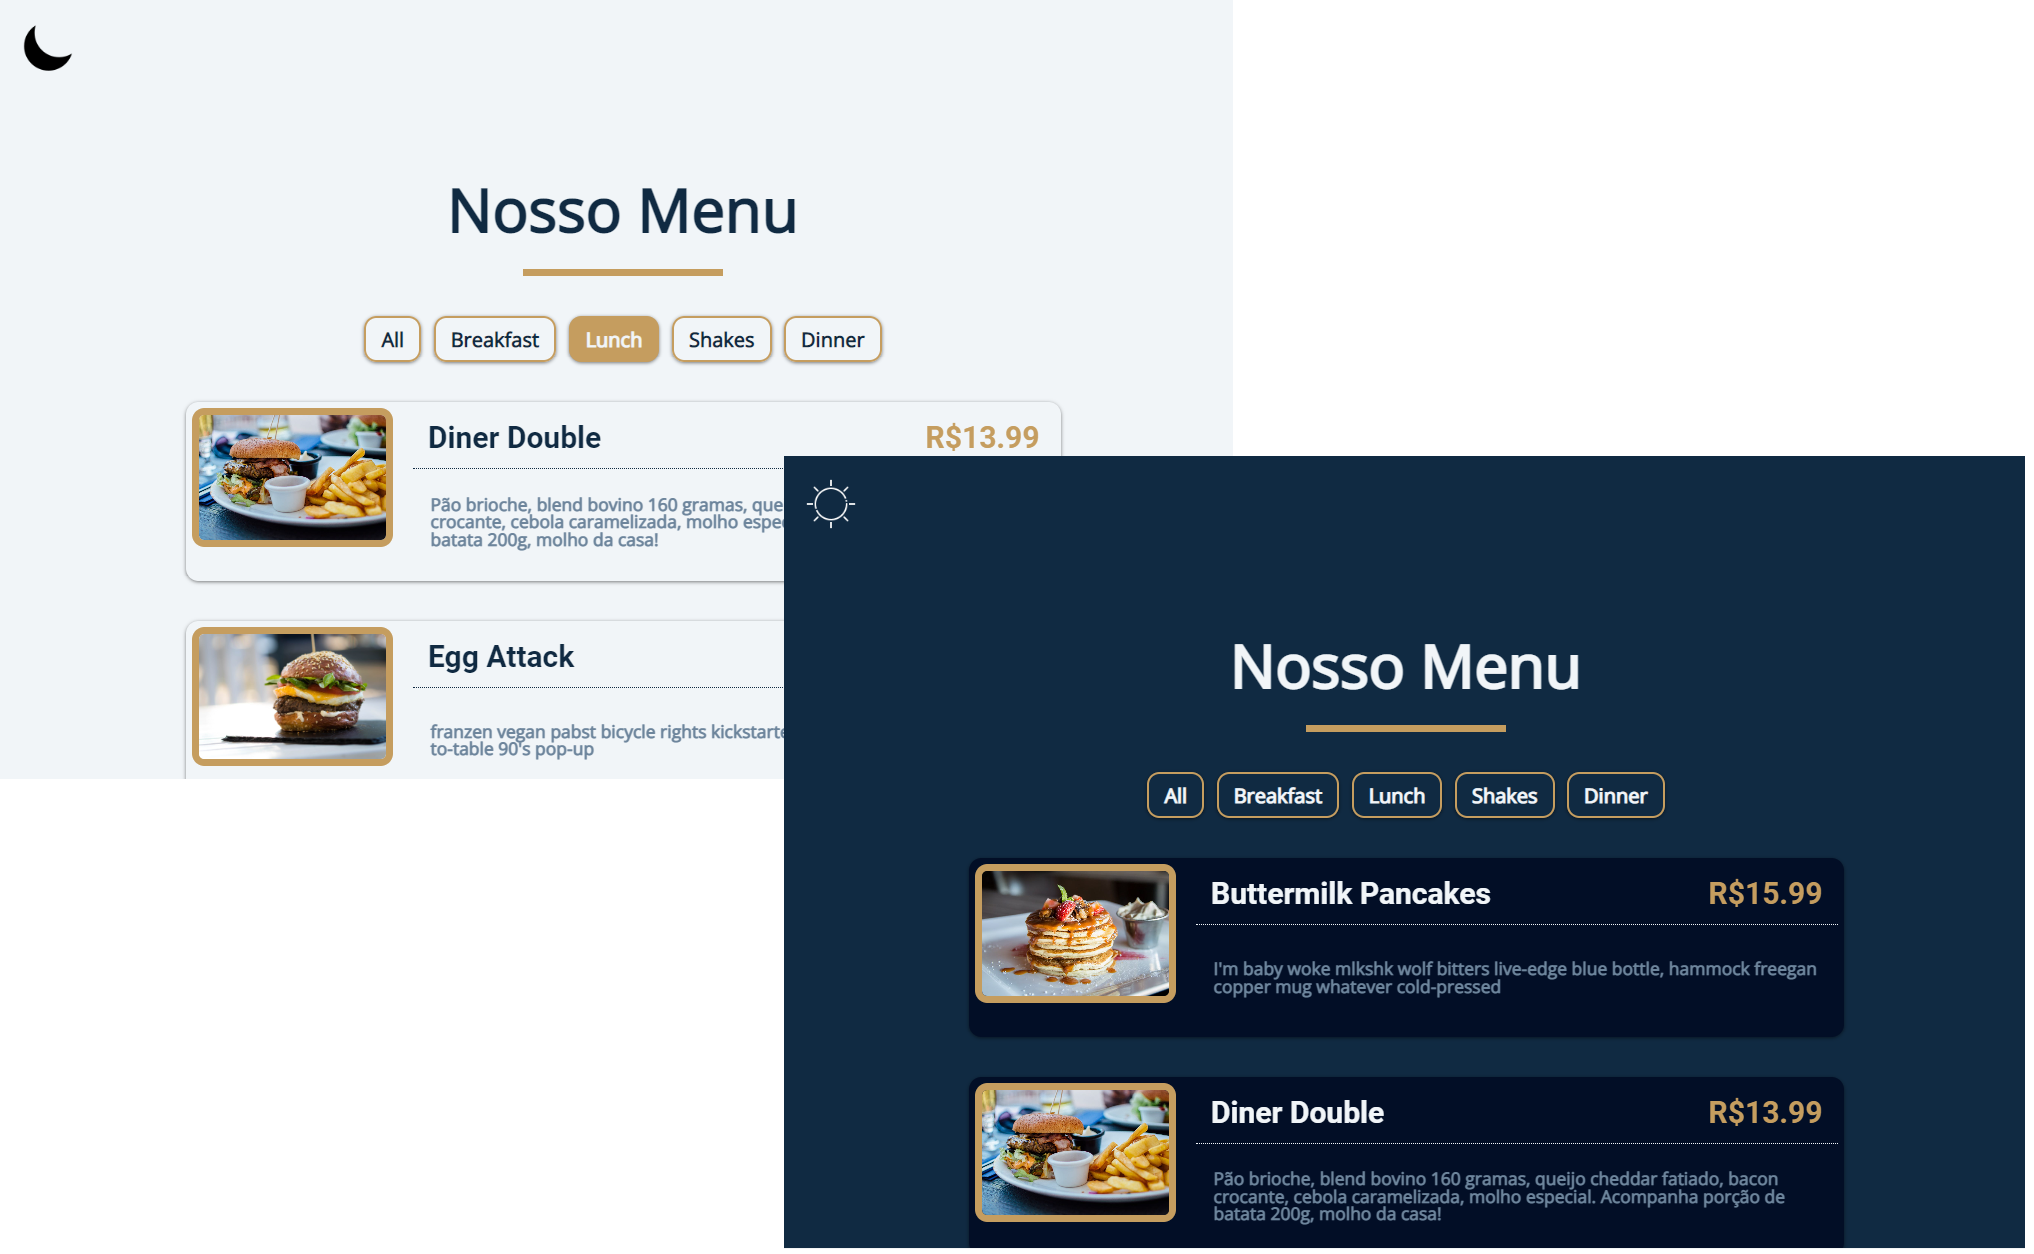 Nosso Menu
All Breakfast Lunch Shakes Dinner
Diner Double R$13.99
Pão brioche, blend bovino 160 gramas, que
crocante, cebola caramelizada, molho espe
batata 200g, molho da casa!
Egg Attack
franzen vegan pabst bicycle rights kickstarte
to-table 90's pop-up
Nosso Menu
All Breakfast Lunch Shakes Dinner
Buttermilk Pancakes R$15.99
I'm baby woke mlkshk wolf bitters live-edge blue bottle, hammock freegan
copper mug whatever cold-pressed
Diner Double R$13.99
Pão brioche, blend bovino 160 gramas, queijo cheddar fatiado, bacon
crocante, cebola caramelizada, molho especial. Acompanha porção de
batata 200g, molho da casa!